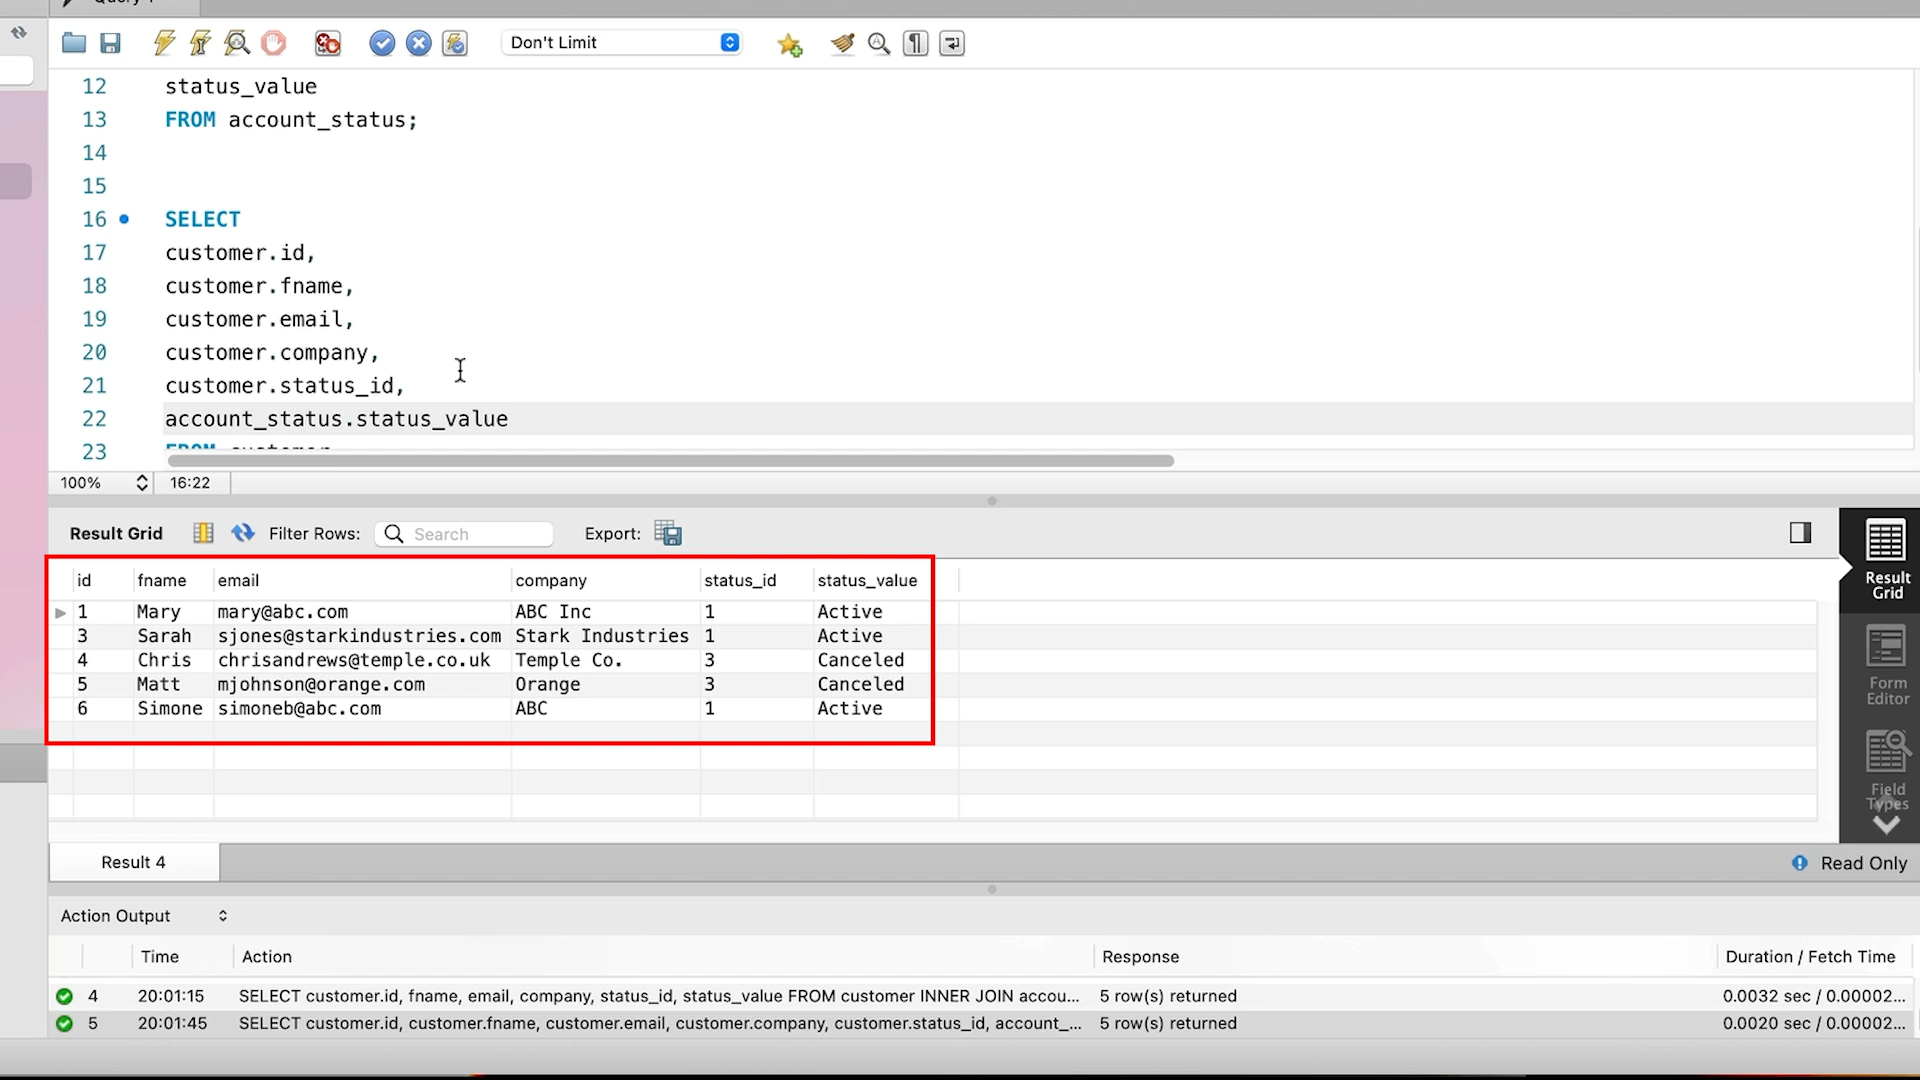 Don't Limit
12 status_value
13 FROM account_status;
14
15
16 SELECT
17 customer.id,
18 customer.fname,
19 customer.email,
20 customer.company,
21 customer.status_id,
22 account_status.status_value
23
100% 16:22
Result Grid Filter Rows: Search Export:
id fname email company status_id status_value
1 Mary mary@abc.com ABC Inc 1 Active
3 Sarah sjones@starkindustries.com Stark Industries 1 Active
4 Chris chrisandrews@temple.co.uk Temple Co. 3 Canceled
5 Matt mjohnson@orange.com Orange 3 Canceled
6 Simone simoneb@abc.com ABC 1 Active
Result
Grid
Form
Editor
Field
Types
Result 4 Read Only
Action Output
Time Action Response Duration / Fetch Time
4 20:01:15 SELECT customer.id, fname, email, company, status_id, status_value FROM customer INNER JOIN accou... 5 row(s) returned 0.0032 sec / 0.00002...
5 20:01:45 SELECT customer.id, customer.fname, customer.email, customer.company, customer.status_id, account_... 5 row(s) returned 0.0020 sec / 0.00002...